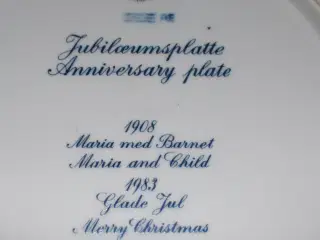 Jubilæumsplatte
Anniversary plate
1908
Maria med Barnet
Maria and Child
1983
Glade Jul
Merry Christmas